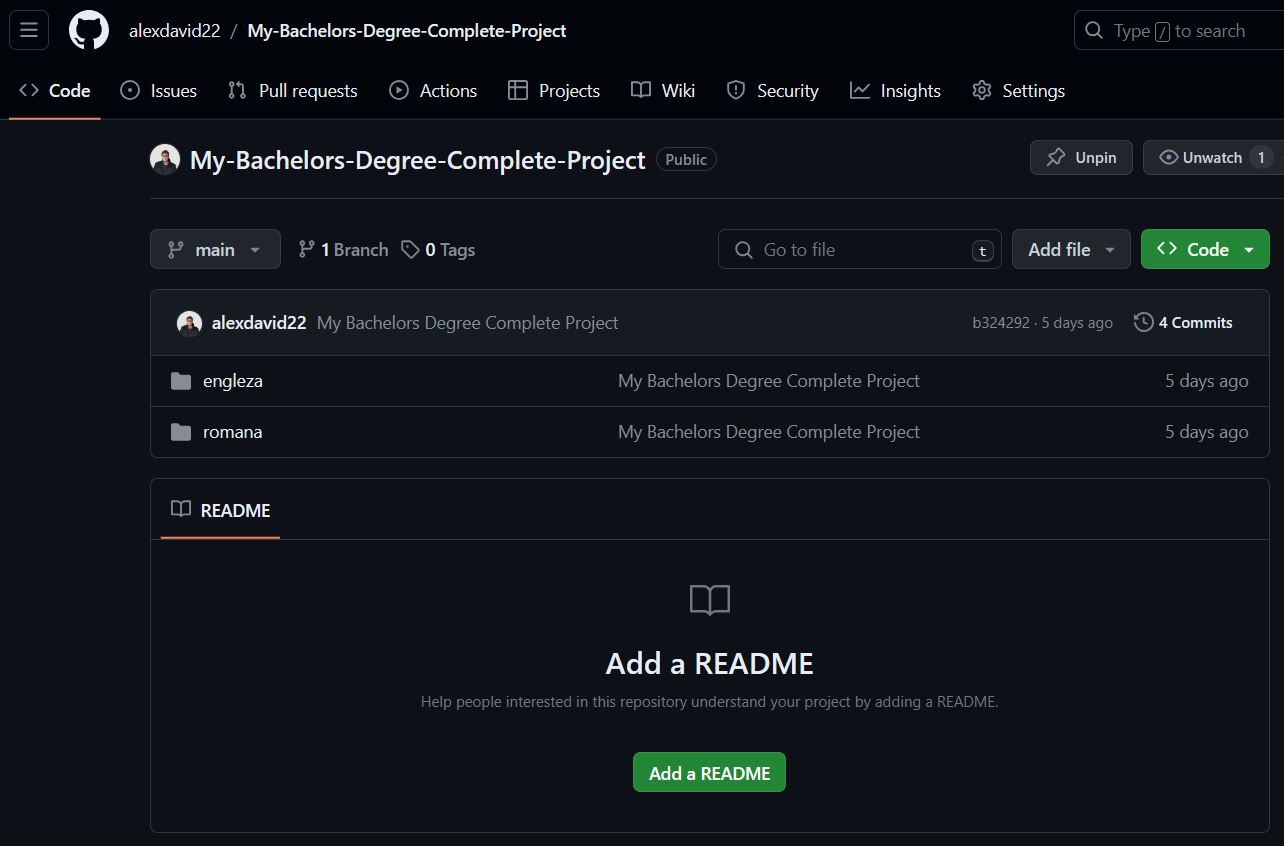 alexdavid22 / My-Bachelors-Degree-Complete-Project Type / to search
Code Issues Pull requests Actions Projects Wiki Security Insights Settings
My-Bachelors-Degree-Complete-Project Public Unpin Unwatch 1
main 1 Branch 0 Tags Go to file t Add file Code
alexdavid22 My Bachelors Degree Complete Project b324292 · 5 days ago 4 Commits
engleza My Bachelors Degree Complete Project 5 days ago
romana My Bachelors Degree Complete Project 5 days ago
README
Add a README
Help people interested in this repository understand your project by adding a README.
Add a README